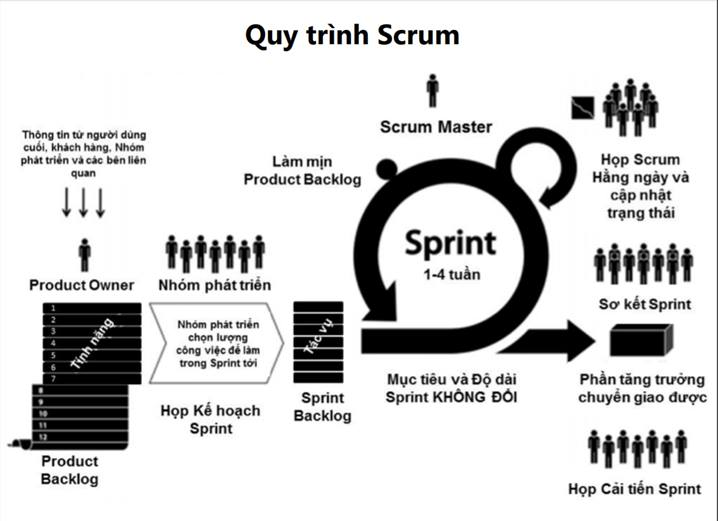 Quy trình Scrum
Thông tin từ người dùng
cuối, khách hàng, Nhóm
phát triển và các bên liên
quan
Product Owner
1
2
3
4
5
6
7
Tính năng
8
9
10
11
12
Product
Backlog
Nhóm phát triển
Nhóm phát triển
chọn lượng
công việc để làm
trong Sprint tới
Họp Kế hoạch
Sprint
Tác vụ
Sprint
Backlog
Scrum Master
Làm mịn
Product Backlog
Sprint
1-4 tuần
Mục tiêu và Độ dài
Sprint KHÔNG ĐỔI
Họp Scrum
Hằng ngày và
cập nhật
trạng thái
Sơ kết Sprint
Phần tăng trưởng
chuyển giao được
Họp Cải tiến Sprint